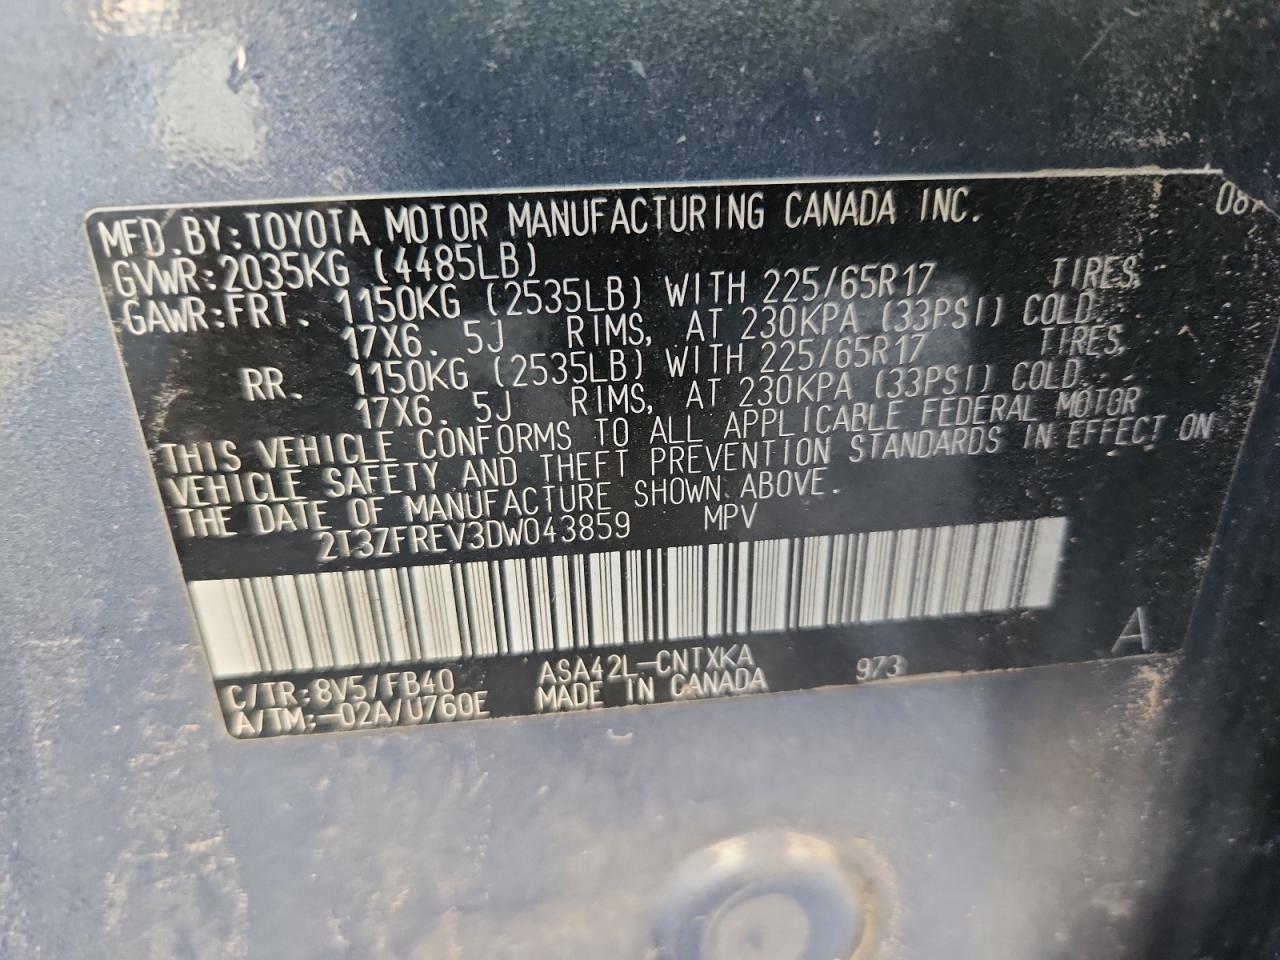 MFD.BY:TOYOTA MOTOR MANUFACTURING CANADA INC. 08
GVWR:2035KG (4485LB)
GAWR:FRT. 1150KG (2535LB) WITH 225/65R17 TIRES,
17X6. 5J RIMS, AT 230KPA (33PSI) COLD.
RR. 1150KG (2535LB) WITH 225/65R17 TIRES,
17X6. 5J RIMS, AT 230KPA (33PSI) COLD.
THIS VEHICLE CONFORMS TO ALL APPLICABLE FEDERAL MOTOR
VEHICLE SAFETY AND THEFT PREVENTION STANDARDS IN EFFECT ON
THE DATE OF MANUFACTURE SHOWN ABOVE.
2T3ZFREV3DW043859 MPV
A
C/TR:8V5/FB40 ASA42L-CNTXKA 973
A/TM:-02A/U760E MADE IN CANADA